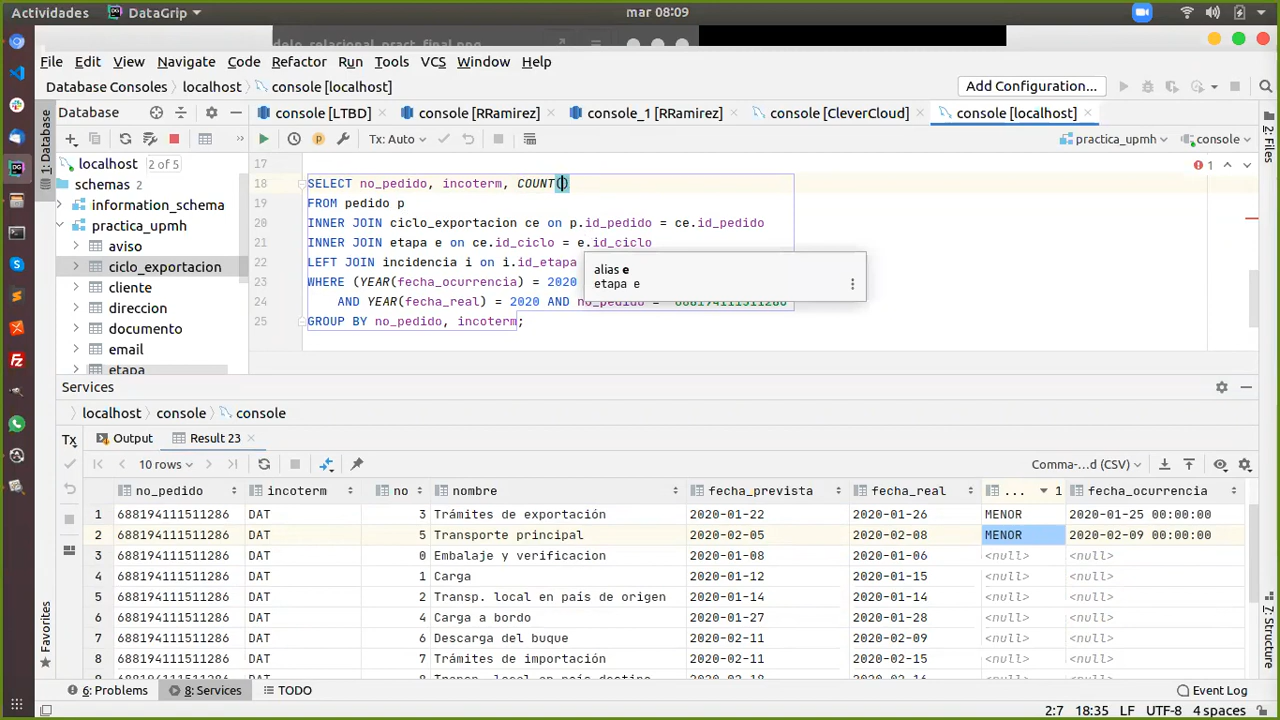 Actividades DataGrip mar 08:09
File Edit View Navigate Code Refactor Run Tools VCS Window Help
Database Consoles localhost console [localhost] Add Configuration...
Database console [LTBD] console [RRamirez] console_1 [RRamirez] console [CleverCloud] console [localhost]
Tx: Auto practica_upmh console
1: Database
2: Files
localhost 2 of 5
schemas
information_schema
practica_upmh
aviso
ciclo_exportacion
cliente
direccion
documento
email
etapa
1
17
18 SELECT no_pedido, incoterm, COUNT()
19 FROM pedido p
20 INNER JOIN ciclo_exportacion ce on p.id_pedido = ce.id_pedido
21 INNER JOIN etapa e on ce.id_ciclo = e.id_ciclo
22 LEFT JOIN incidencia i on i.id_etapa
23 WHERE (YEAR(fecha_ocurrencia) = 2020
24 AND YEAR(fecha_real) = 2020 AND no_pedido = '688194111511286'
25 GROUP BY no_pedido, incoterm;
alias e
etapa e
Services
localhost console console
Tx Output Result 23
10 rows Comma-...d (CSV)
no_pedido incoterm no nombre fecha_prevista fecha_real ... 1 fecha_ocurrencia
1 688194111511286 DAT 3 Trámites de exportación 2020-01-22 2020-01-26 MENOR 2020-01-25 00:00:00
2 688194111511286 DAT 5 Transporte principal 2020-02-05 2020-02-08 MENOR 2020-02-09 00:00:00
3 688194111511286 DAT 0 Embalaje y verificacion 2020-01-08 2020-01-06 <null> <null>
4 688194111511286 DAT 1 Carga 2020-01-12 2020-01-15 <null> <null>
5 688194111511286 DAT 2 Transp. local en país de origen 2020-01-14 2020-01-14 <null> <null>
6 688194111511286 DAT 4 Carga a bordo 2020-01-27 2020-01-28 <null> <null>
7 688194111511286 DAT 6 Descarga del buque 2020-02-11 2020-02-09 <null> <null>
8 688194111511286 DAT 7 Trámites de importación 2020-02-11 2020-02-15 <null> <null>
Favorites
7: Structure
6: Problems 8: Services TODO Event Log
2:7 18:35 LF UTF-8 4 spaces